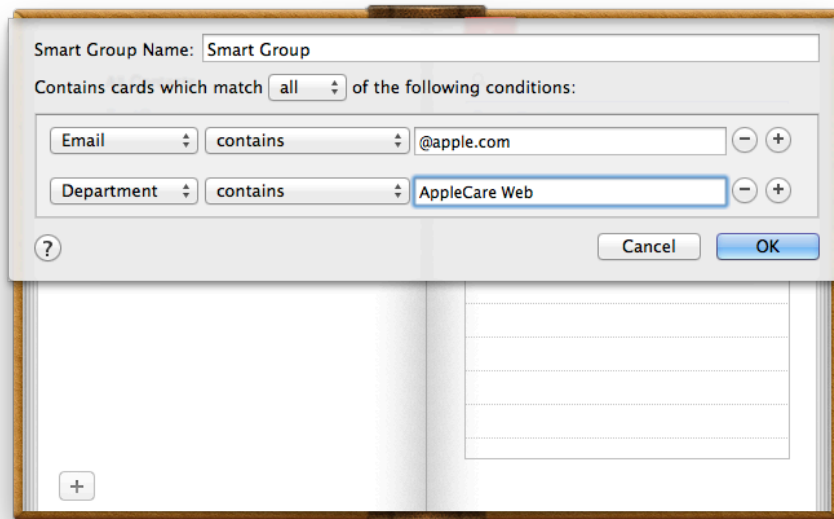 Smart Group Name: Smart Group
Contains cards which match all of the following conditions:
Email contains @apple.com − +
Department contains AppleCare Web − +
? Cancel OK
+